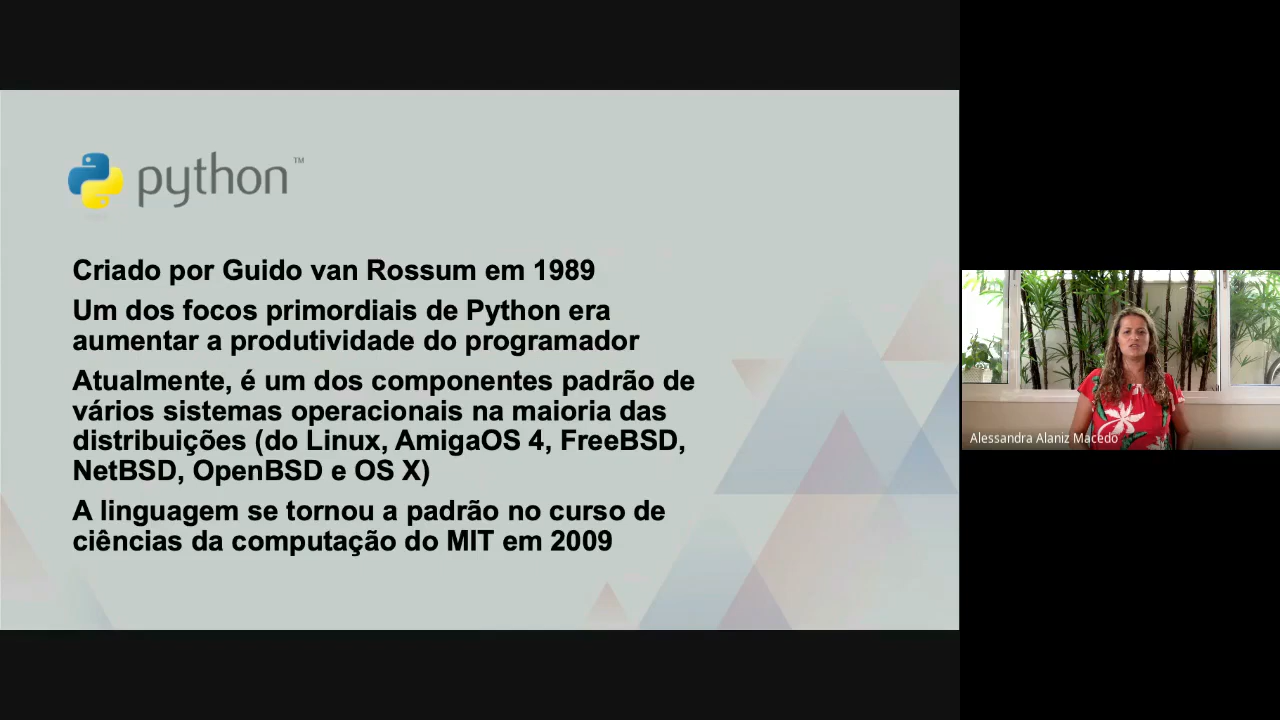 python™
Criado por Guido van Rossum em 1989
Um dos focos primordiais de Python era
aumentar a produtividade do programador
Atualmente, é um dos componentes padrão de
vários sistemas operacionais na maioria das
distribuições (do Linux, AmigaOS 4, FreeBSD,
NetBSD, OpenBSD e OS X)
A linguagem se tornou a padrão no curso de
ciências da computação do MIT em 2009
Alessandra Alaniz Macedo